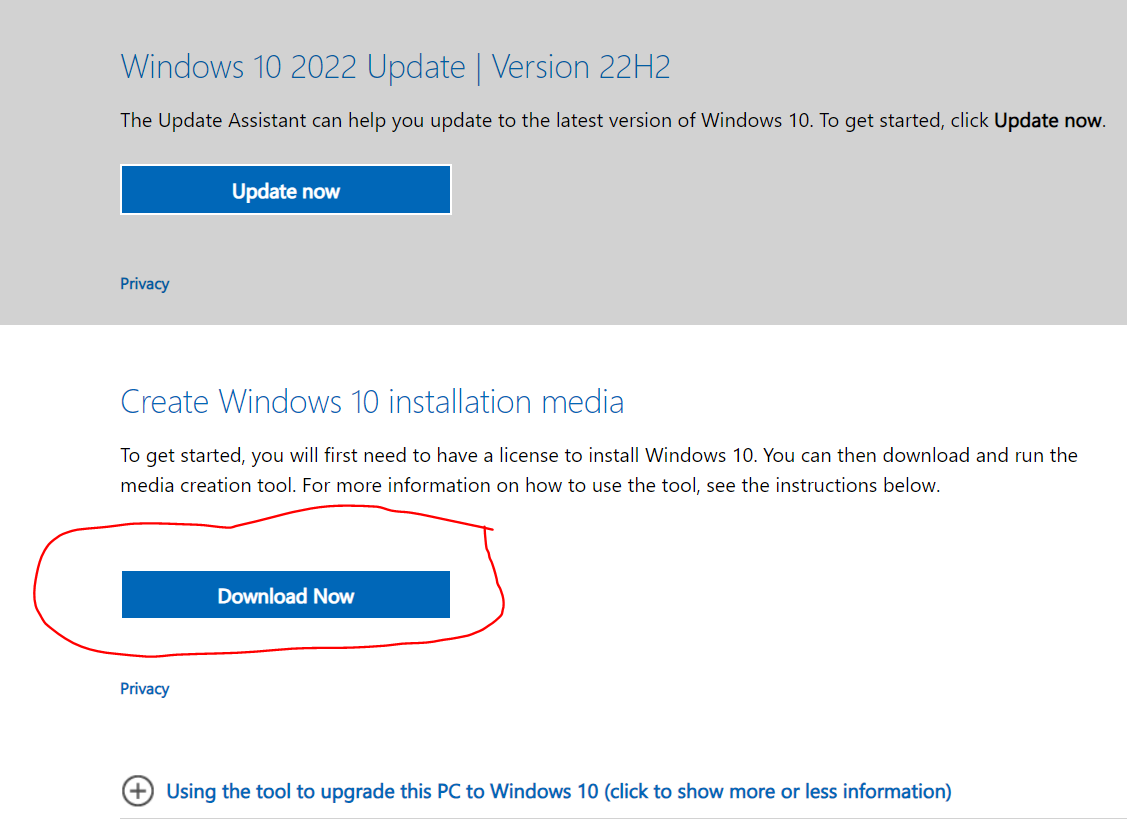 Windows 10 2022 Update | Version 22H2
The Update Assistant can help you update to the latest version of Windows 10. To get started, click Update now.
Update now
Privacy
Create Windows 10 installation media
To get started, you will first need to have a license to install Windows 10. You can then download and run the
media creation tool. For more information on how to use the tool, see the instructions below.
Download Now
Privacy
Using the tool to upgrade this PC to Windows 10 (click to show more or less information)